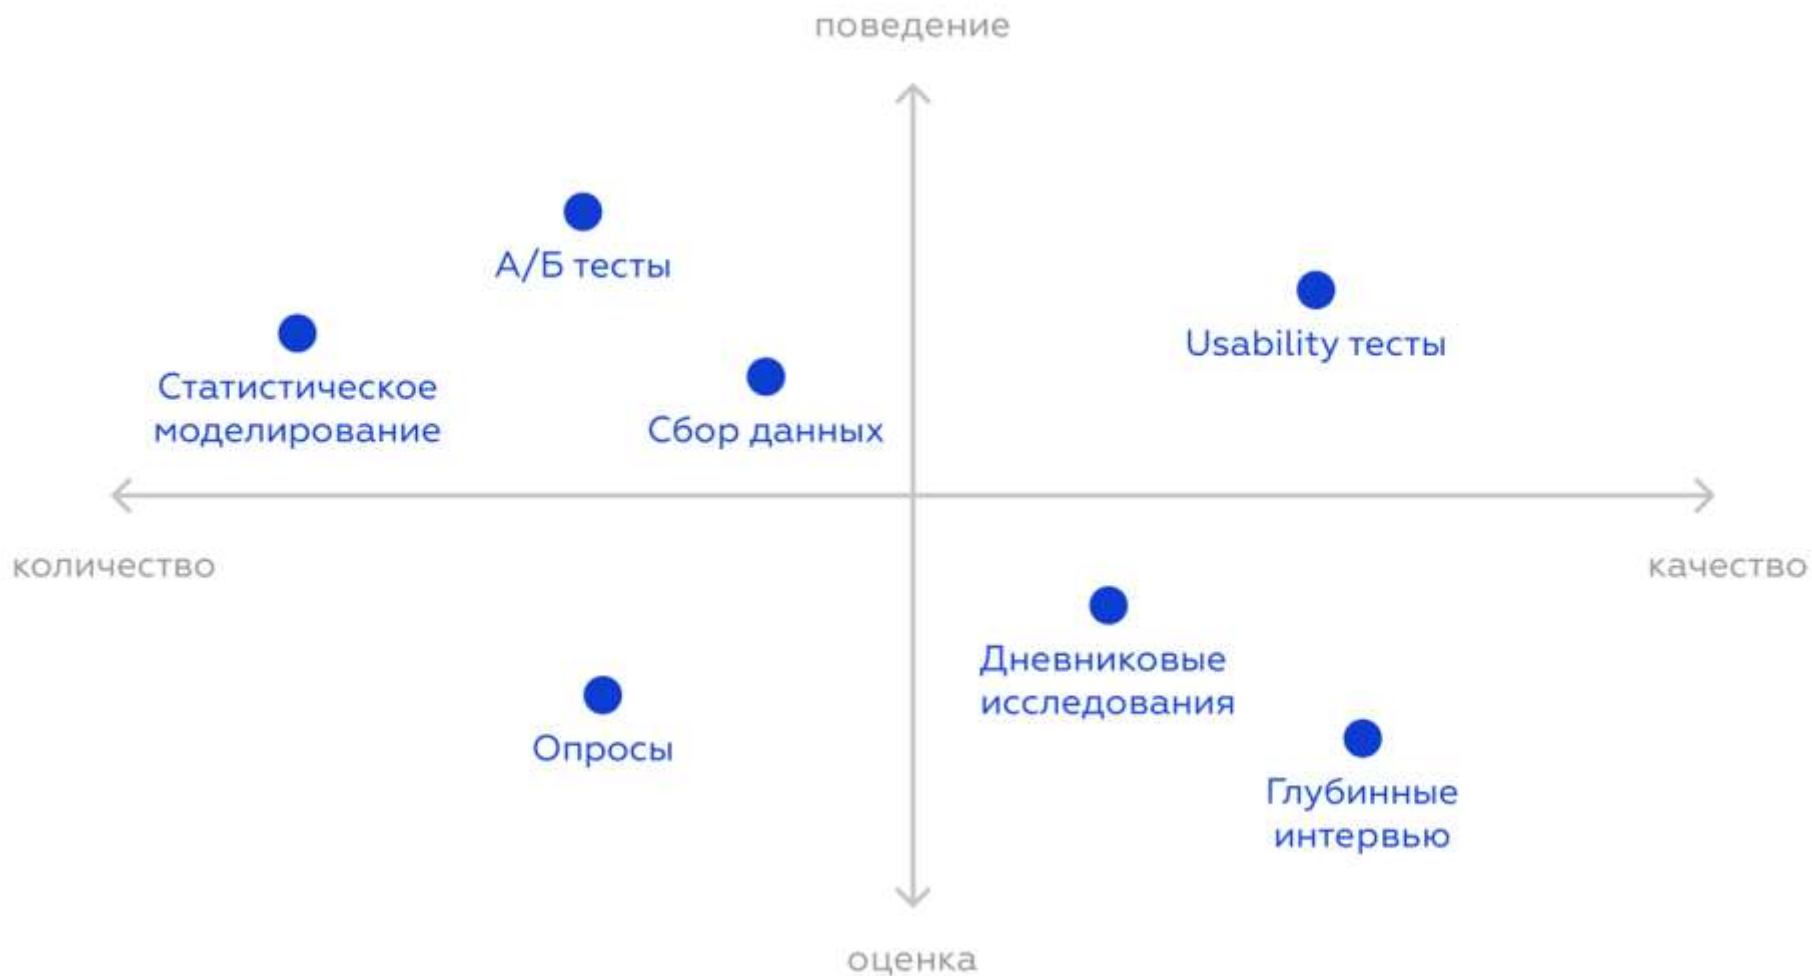 поведение
А/Б тесты
Usability тесты
Статистическое
моделирование
Сбор данных
количество
качество
Дневниковые
исследования
Опросы
Глубинные
интервью
оценка